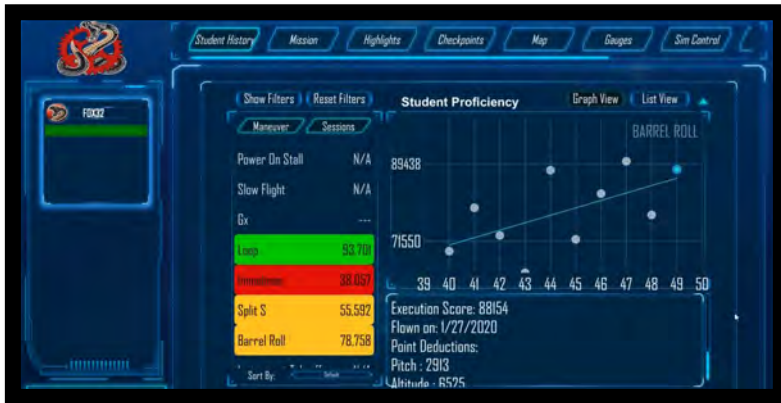 Student History
Mission
Highlights
Checkpoints
Map
Gauges
Sim Control
FOX32
Show Filters
Reset Filters
Maneuver
Sessions
Power On Stall N/A
Slow Flight N/A
Gx ---
Loop 93.701
38.057
Split S 55.592
Barrel Roll 78.758
Sort By: Default
Student Proficiency
Graph View
List View
BARREL ROLL
89438
71550
39 40 41 42 43 44 45 46 47 48 49 50
Execution Score: 88154
Flown on: 1/27/2020
Point Deductions:
Pitch : 2913
Altitude : 6525